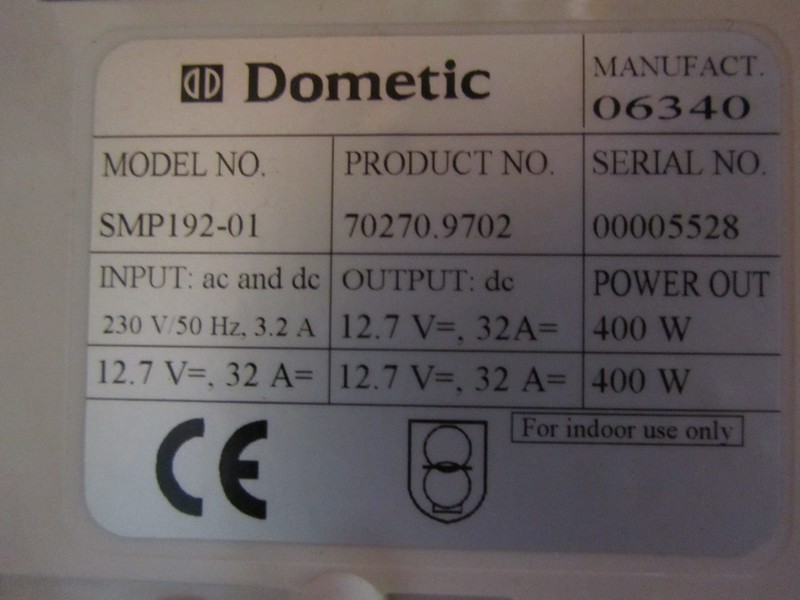 Dometic
MANUFACT.
06340
MODEL NO.
PRODUCT NO.
SERIAL NO.
SMP192-01
70270.9702
00005528
INPUT: ac and dc
OUTPUT: dc
POWER OUT
230 V/50 Hz, 3.2 A
12.7 V=, 32A=
400 W
12.7 V=, 32 A=
12.7 V=, 32 A=
400 W
CE
For indoor use only